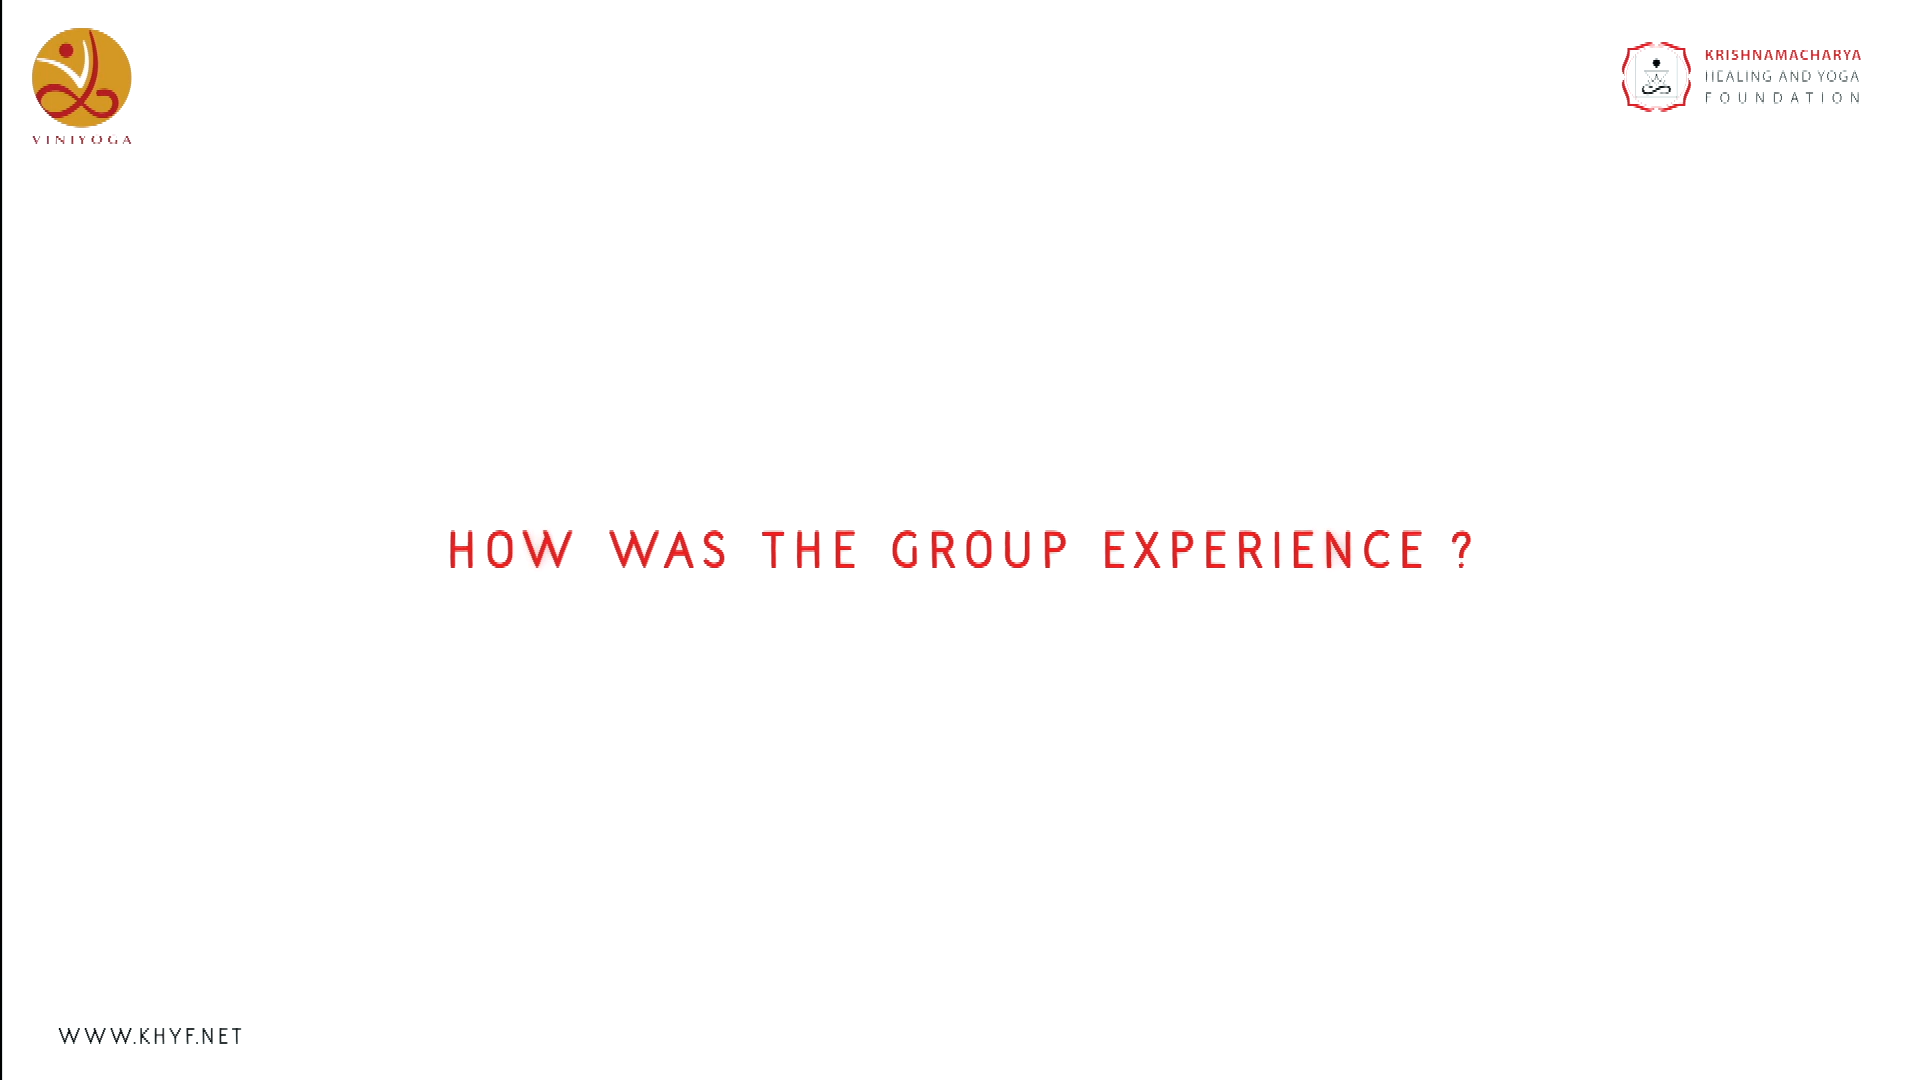 VINIYOGA
KRISHNAMACHARYA
HEALING AND YOGA
FOUNDATION
HOW WAS THE GROUP EXPERIENCE ?
WWW.KHYF.NET